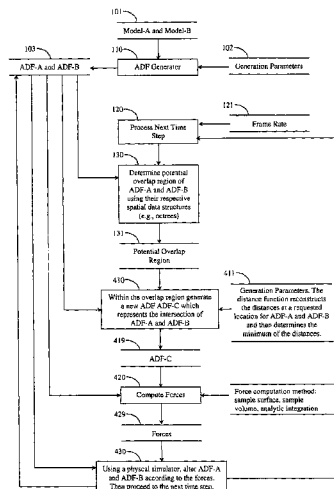 101
Model-A and Model-B
103
110
102
ADF-A and ADF-B
ADF Generator
Generation Parameters
120
121
Process Next Time
Step
Frame Rate
130
Determine potential
overlap region of
ADF-A and ADF-B
using their respective
spatial data structures
(e.g., octrees)
131
Potential Overlap
Region
410
411
Within the overlap region generate
a new ADF ADF-C which
represents the intersection of
ADF-A and ADF-B
Generation Parameters. The
distance function reconstructs
the distances at a requested
location for ADF-A and ADF-B
and then determines the
minimum of the distances.
419
ADF-C
420
Compute Forces
Force computation method:
sample surface, sample
volume, analytic integration
429
Forces
430
Using a physical simulator, alter ADF-A
and ADF-B according to the forces.
Then proceed to the next time step.